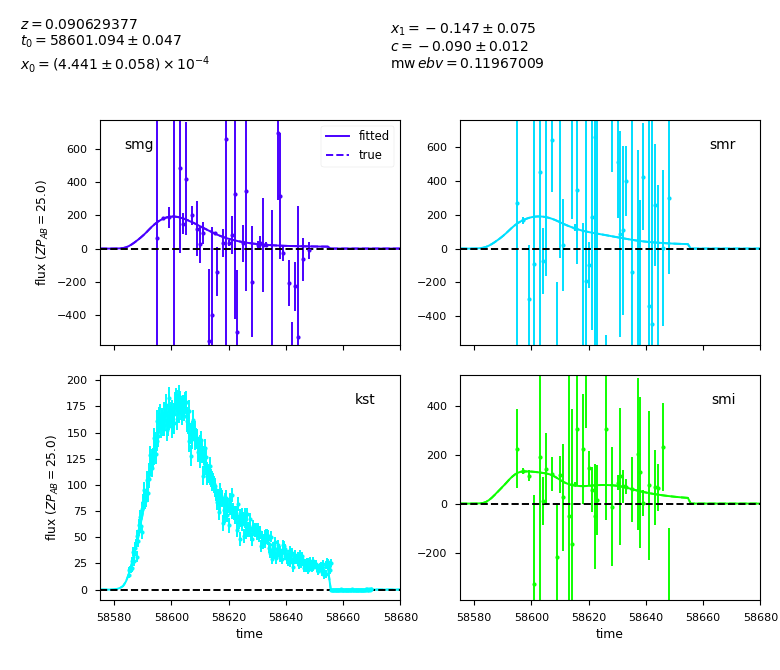 z = 0.090629377
t₀ = 58601.094 ± 0.047
x₀ = (4.441 ± 0.058) × 10⁻⁴
x₁ = −0.147 ± 0.075
c = −0.090 ± 0.012
mw ebv = 0.11967009
smg
fitted
true
600
400
200
0
−200
−400
flux (ZP_AB = 25.0)
smr
600
400
200
0
−200
−400
kst
200
175
150
125
100
75
50
25
0
flux (ZP_AB = 25.0)
58580 58600 58620 58640 58660 58680
time
smi
400
200
0
−200
58580 58600 58620 58640 58660 58680
time